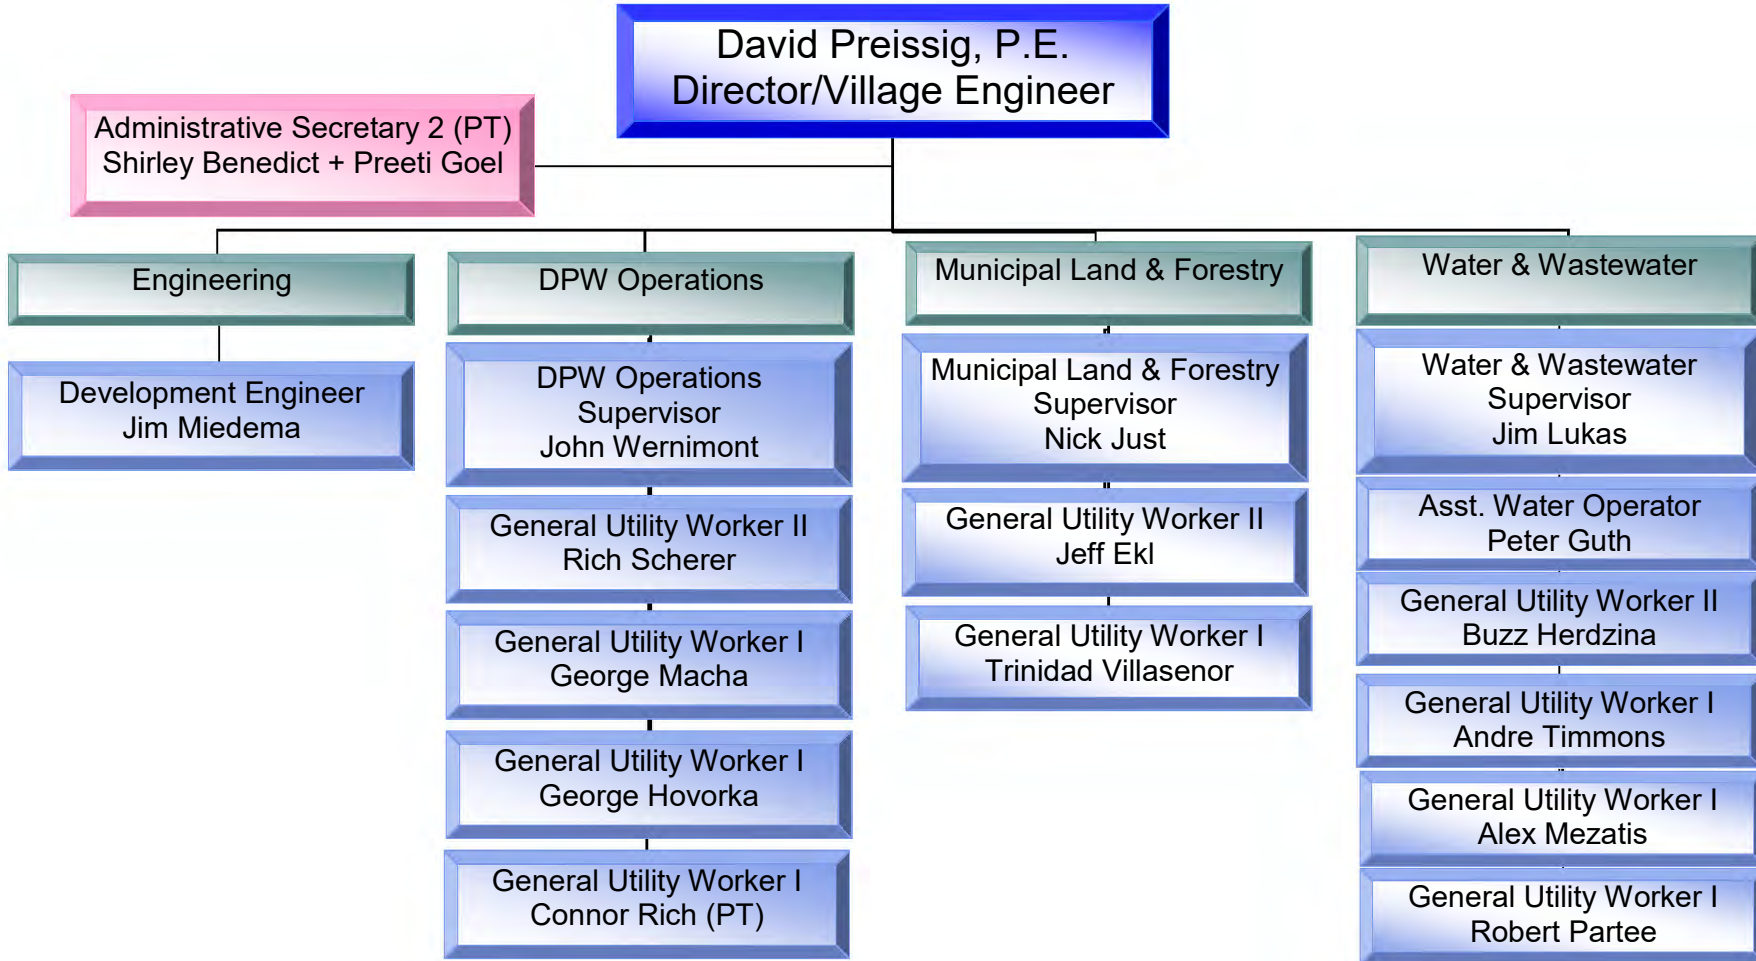 David Preissig, P.E.
Director/Village Engineer
Administrative Secretary 2 (PT)
Shirley Benedict + Preeti Goel
Engineering
Development Engineer
Jim Miedema
DPW Operations
DPW Operations
Supervisor
John Wernimont
General Utility Worker II
Rich Scherer
General Utility Worker I
George Macha
General Utility Worker I
George Hovorka
General Utility Worker I
Connor Rich (PT)
Municipal Land & Forestry
Municipal Land & Forestry
Supervisor
Nick Just
General Utility Worker II
Jeff Ekl
General Utility Worker I
Trinidad Villasenor
Water & Wastewater
Water & Wastewater
Supervisor
Jim Lukas
Asst. Water Operator
Peter Guth
General Utility Worker II
Buzz Herdzina
General Utility Worker I
Andre Timmons
General Utility Worker I
Alex Mezatis
General Utility Worker I
Robert Partee